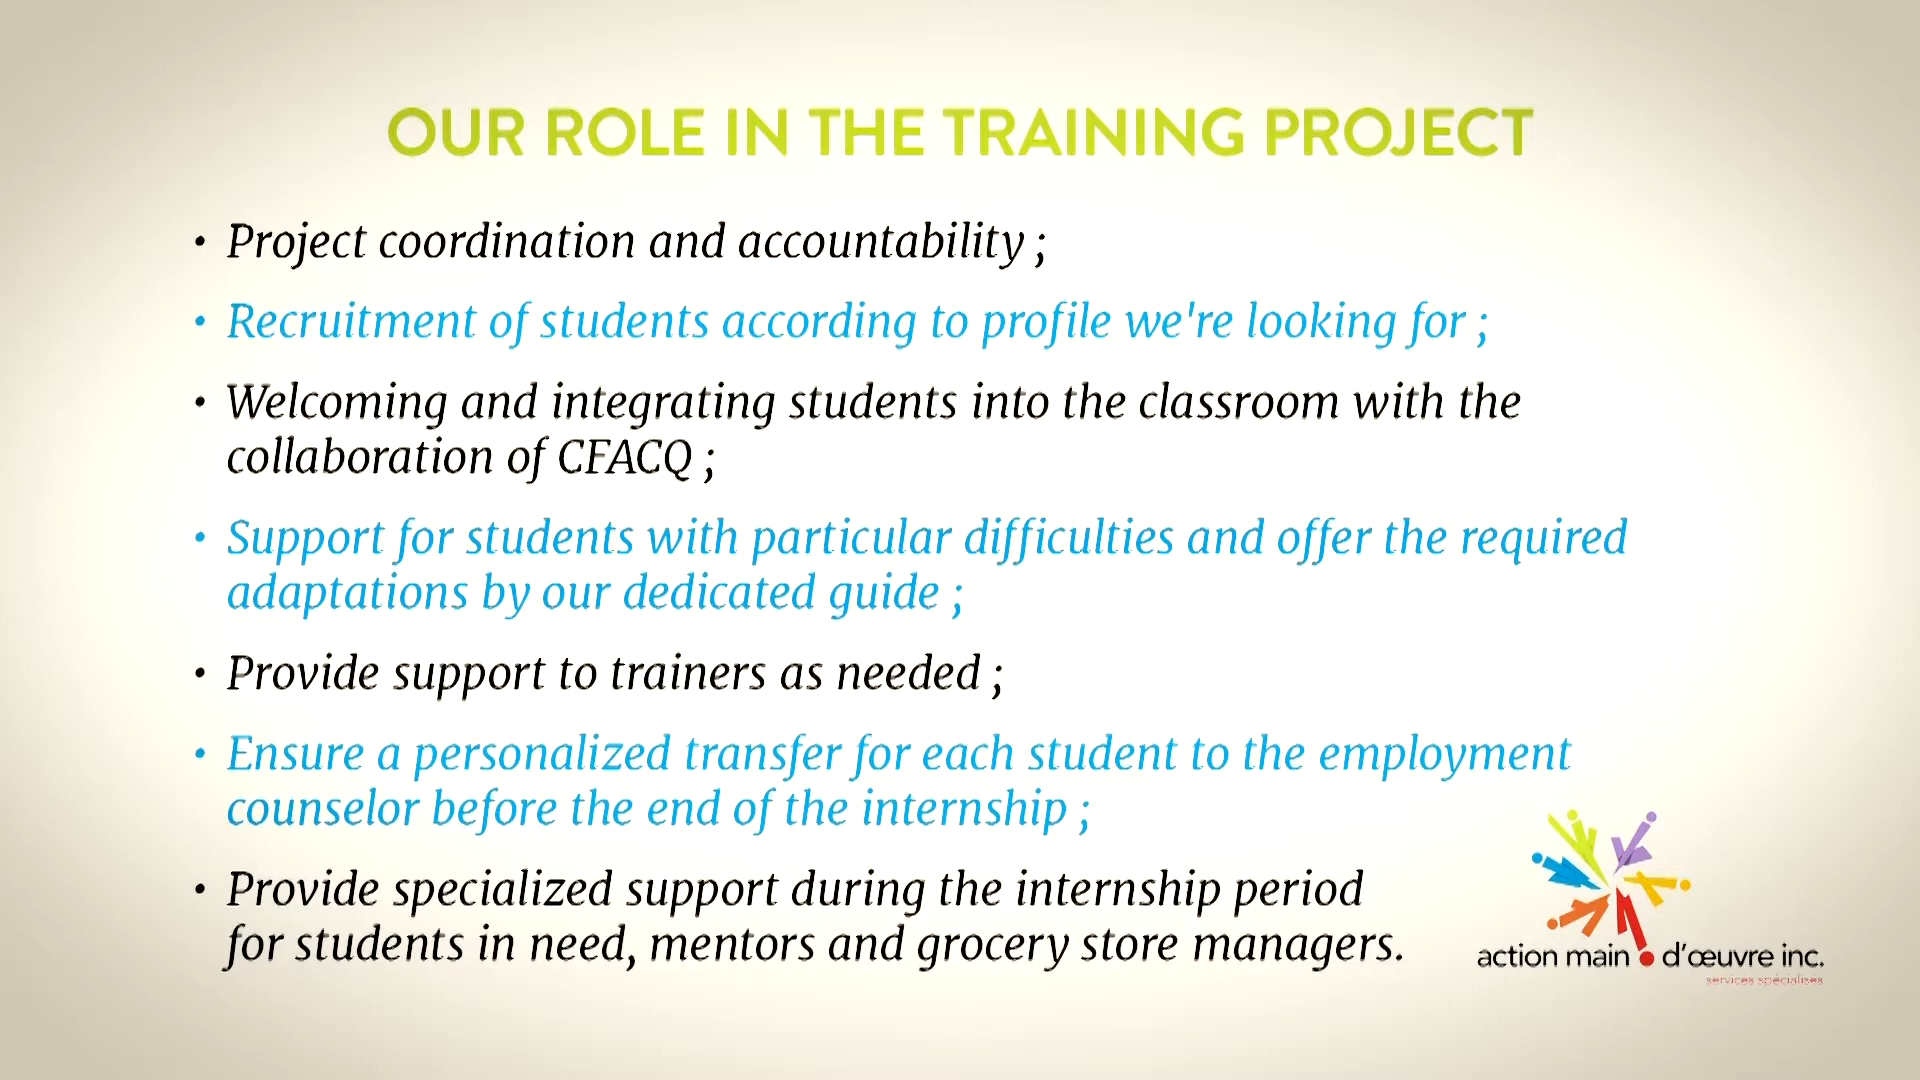 OUR ROLE IN THE TRAINING PROJECT
• Project coordination and accountability ;
• Recruitment of students according to profile we're looking for ;
• Welcoming and integrating students into the classroom with the
collaboration of CFACQ ;
• Support for students with particular difficulties and offer the required
adaptations by our dedicated guide ;
• Provide support to trainers as needed ;
• Ensure a personalized transfer for each student to the employment
counselor before the end of the internship ;
• Provide specialized support during the internship period
for students in need, mentors and grocery store managers.
action main d'œuvre inc.
services spécialisés